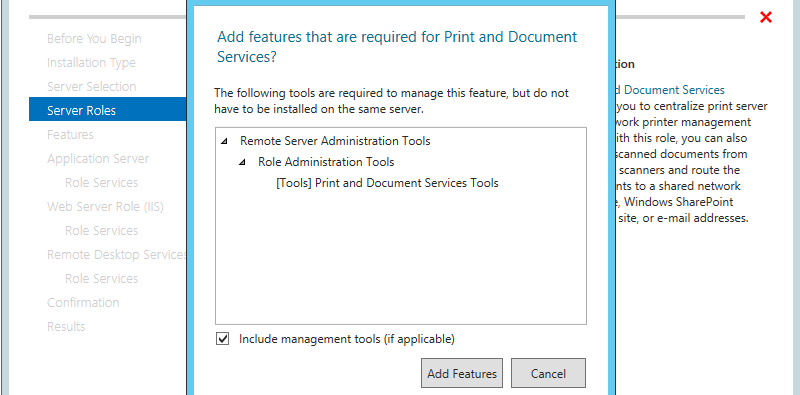 Before You Begin
Installation Type
Server Selection
Server Roles
Features
Application Server
Role Services
Web Server Role (IIS)
Role Services
Remote Desktop Services
Role Services
Confirmation
Results
Add features that are required for Print and Document
Services?
The following tools are required to manage this feature, but do not
have to be installed on the same server.
Remote Server Administration Tools
Role Administration Tools
[Tools] Print and Document Services Tools
Include management tools (if applicable)
Add Features
Cancel
Document Services
you to centralize print server
work printer management
with this role, you can also
scanned documents from
scanners and route the
to a shared network
Windows SharePoint
site, or e-mail addresses.